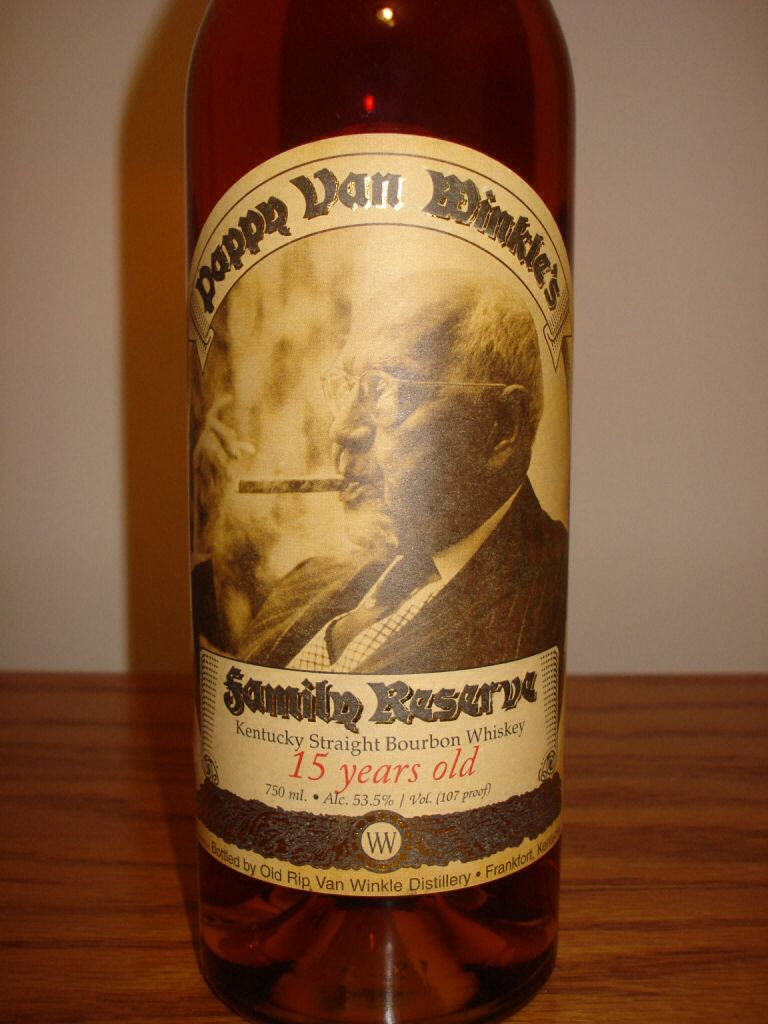 Pappy Van Winkle's
Family Reserve
Kentucky Straight Bourbon Whiskey
15 years old
750 ml. • Alc. 53.5% / Vol. (107 proof)
VW
Bottled by Old Rip Van Winkle Distillery • Frankfort,